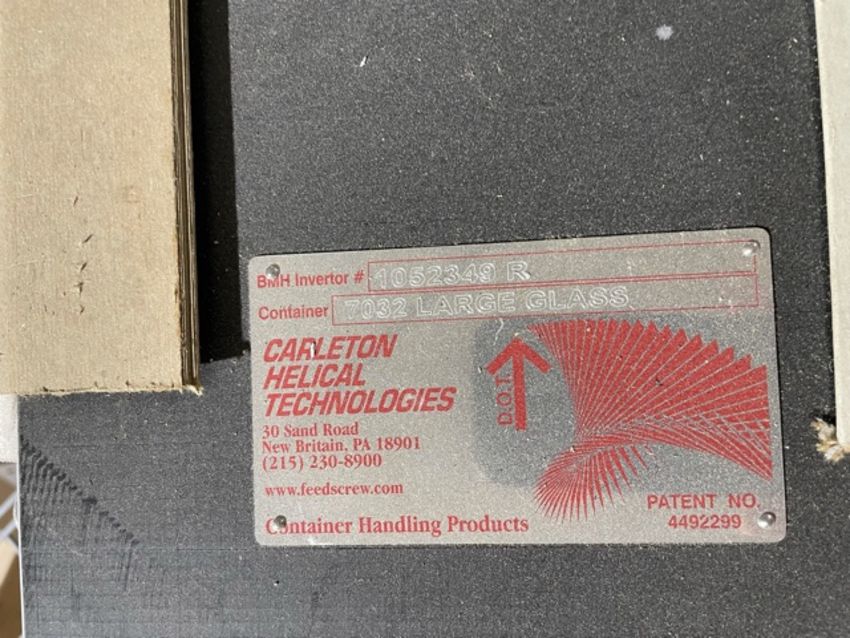 BMH Invertor # 1052349 R
Container 7032 LARGE GLASS
CARLETON
HELICAL
TECHNOLOGIES
30 Sand Road
New Britain, PA 18901
(215) 230-8900
www.feedscrew.com
Container Handling Products
D.O.T.
PATENT NO.
4492299